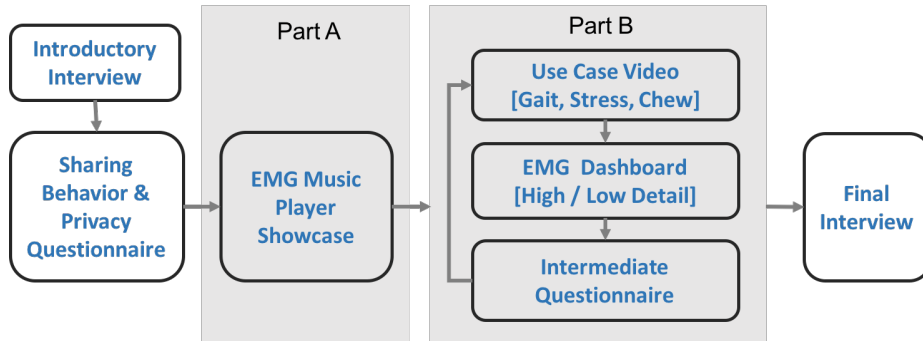 Introductory
Interview
Sharing
Behavior &
Privacy
Questionnaire
Part A
EMG Music
Player
Showcase
Part B
Use Case Video
[Gait, Stress, Chew]
EMG Dashboard
[High / Low Detail]
Intermediate
Questionnaire
Final
Interview